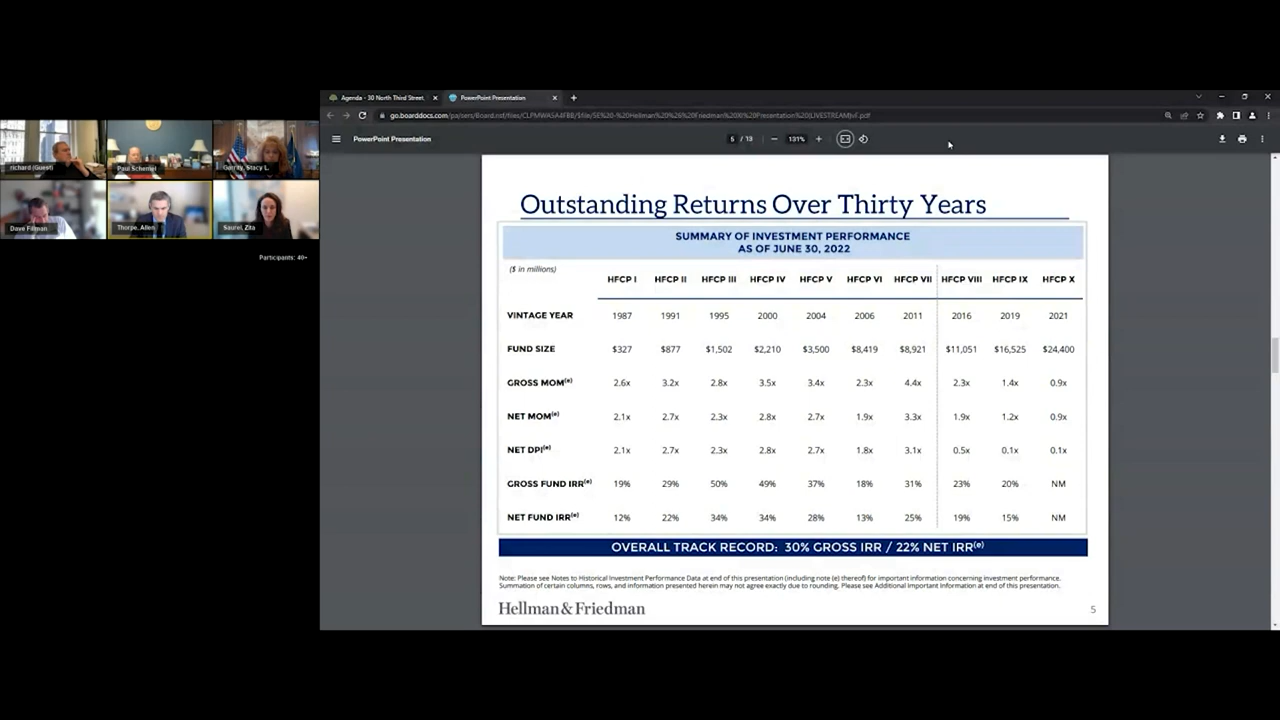 Agenda - 30 North Third Street,
PowerPoint Presentation
PowerPoint Presentation
5 / 13
131%
richard (Guest)
Paul Schemel
Garrity, Stacy L.
Dave Fillman
Thorpe, Allen
Saurel, Zita
Participants: 40+
Outstanding Returns Over Thirty Years
SUMMARY OF INVESTMENT PERFORMANCE
AS OF JUNE 30, 2022
($ in millions)
HFCP I HFCP II HFCP III HFCP IV HFCP V HFCP VI HFCP VII HFCP VIII HFCP IX HFCP X
VINTAGE YEAR 1987 1991 1995 2000 2004 2006 2011 2016 2019 2021
FUND SIZE $327 $877 $1,502 $2,210 $3,500 $8,419 $8,921 $11,051 $16,525 $24,400
GROSS MOM(e) 2.6x 3.2x 2.8x 3.5x 3.4x 2.3x 4.4x 2.3x 1.4x 0.9x
NET MOM(e) 2.1x 2.7x 2.3x 2.8x 2.7x 1.9x 3.3x 1.9x 1.2x 0.9x
NET DPI(e) 2.1x 2.7x 2.3x 2.8x 2.7x 1.8x 3.1x 0.5x 0.1x 0.1x
GROSS FUND IRR(e) 19% 29% 50% 49% 37% 18% 31% 23% 20% NM
NET FUND IRR(e) 12% 22% 34% 34% 28% 13% 25% 19% 15% NM
OVERALL TRACK RECORD: 30% GROSS IRR / 22% NET IRR(e)
Note: Please see Notes to Historical Investment Performance Data at end of this presentation (including note (e) thereof) for important information concerning investment performance.
Summation of certain columns, rows, and information presented herein may not agree exactly due to rounding. Please see Additional Important Information at end of this presentation.
Hellman & Friedman
5